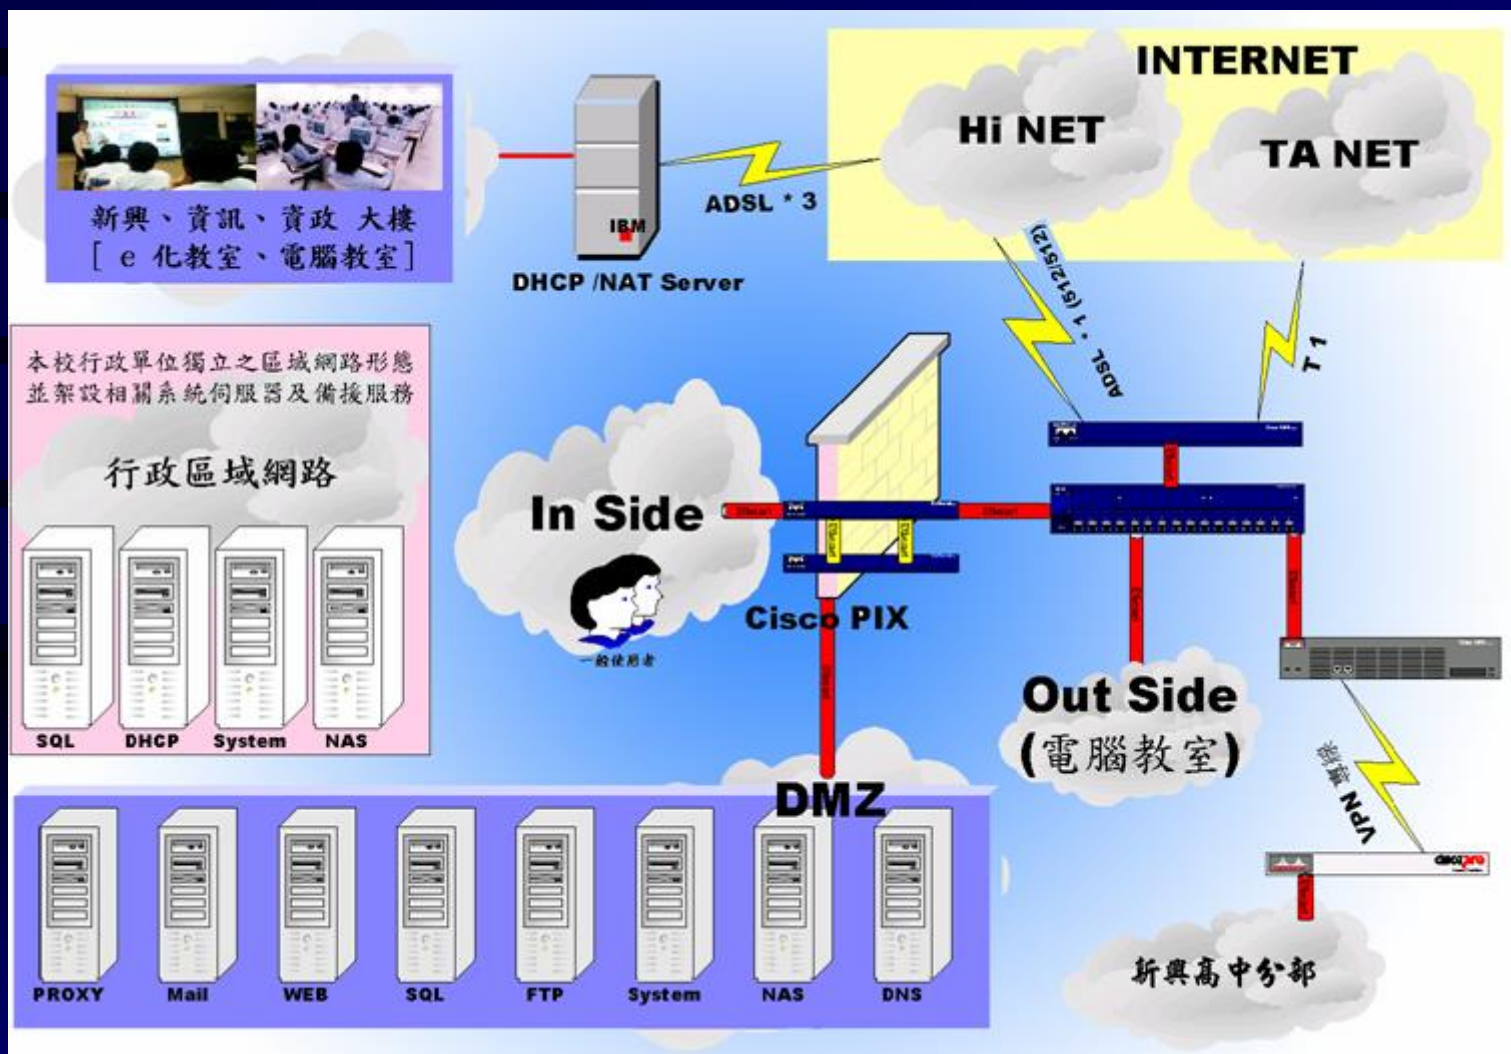 INTERNET
Hi NET
TA NET
ADSL * 3
IBM
DHCP /NAT Server
新興、資訊、資政 大樓
[ e 化教室、電腦教室]
ADSL * 1 (512/512)
T 1
本校行政單位獨立之區域網路形態
並架設相關系統伺服器及備援服務
行政區域網路
SQL
DHCP
System
NAS
In Side
一般使用者
Cisco PIX
Out Side
(電腦教室)
VPN
DMZ
PROXY
Mail
WEB
SQL
FTP
System
NAS
DNS
新興高中分部